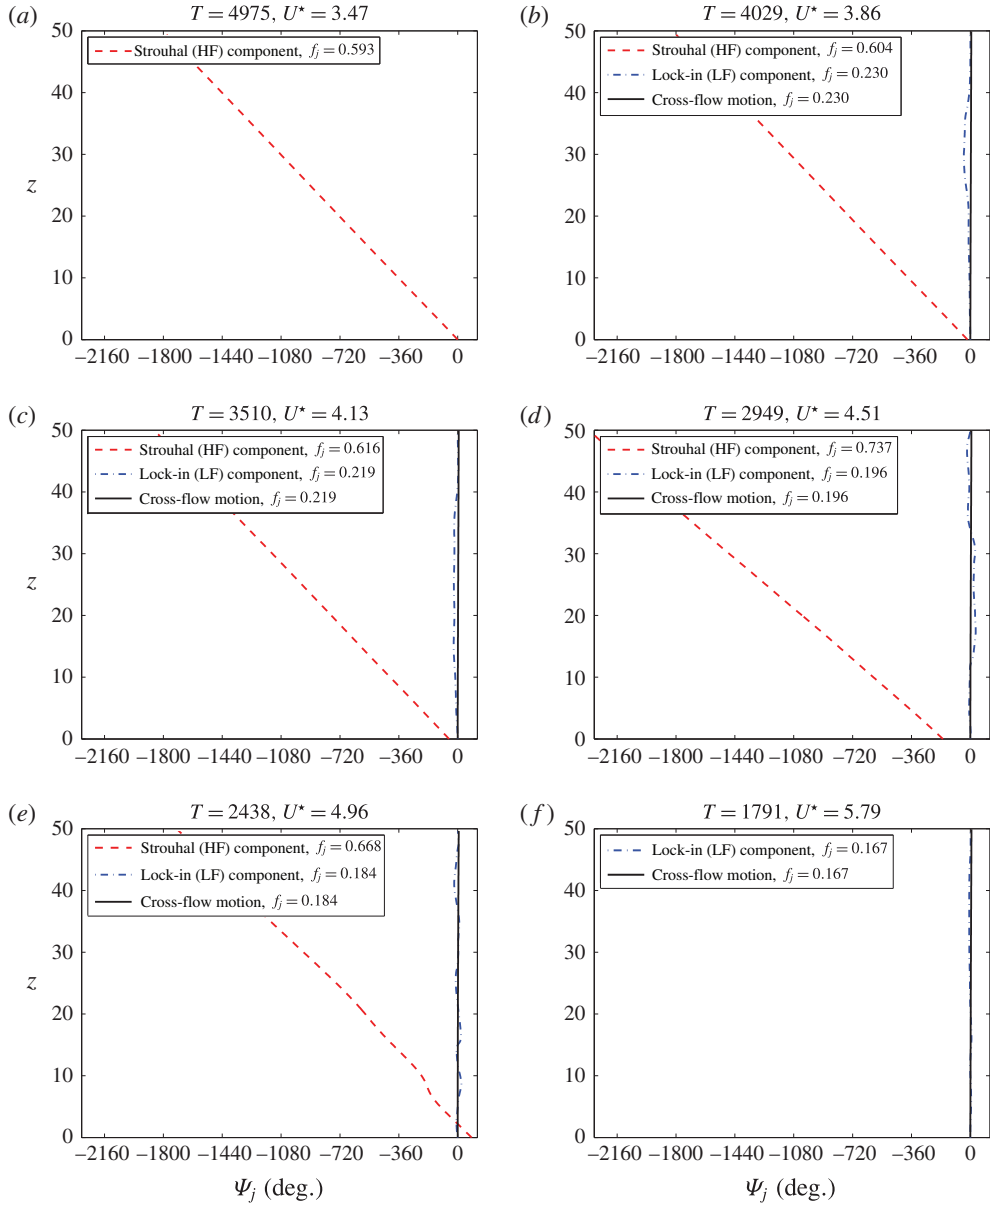 (a) T = 4975, U⋆ = 3.47
50
40
30
20
10
0
z
Strouhal (HF) component, fj = 0.593
−2160 −1800 −1440 −1080 −720 −360 0
(b) T = 4029, U⋆ = 3.86
50
40
30
20
10
0
Strouhal (HF) component, fj = 0.604
Lock-in (LF) component, fj = 0.230
Cross-flow motion, fj = 0.230
−2160 −1800 −1440 −1080 −720 −360 0
(c) T = 3510, U⋆ = 4.13
50
40
30
20
10
0
z
Strouhal (HF) component, fj = 0.616
Lock-in (LF) component, fj = 0.219
Cross-flow motion, fj = 0.219
−2160 −1800 −1440 −1080 −720 −360 0
(d) T = 2949, U⋆ = 4.51
50
40
30
20
10
0
Strouhal (HF) component, fj = 0.737
Lock-in (LF) component, fj = 0.196
Cross-flow motion, fj = 0.196
−2160 −1800 −1440 −1080 −720 −360 0
(e) T = 2438, U⋆ = 4.96
50
40
30
20
10
0
z
Strouhal (HF) component, fj = 0.668
Lock-in (LF) component, fj = 0.184
Cross-flow motion, fj = 0.184
−2160 −1800 −1440 −1080 −720 −360 0
Ψj (deg.)
(f) T = 1791, U⋆ = 5.79
50
40
30
20
10
0
Lock-in (LF) component, fj = 0.167
Cross-flow motion, fj = 0.167
−2160 −1800 −1440 −1080 −720 −360 0
Ψj (deg.)